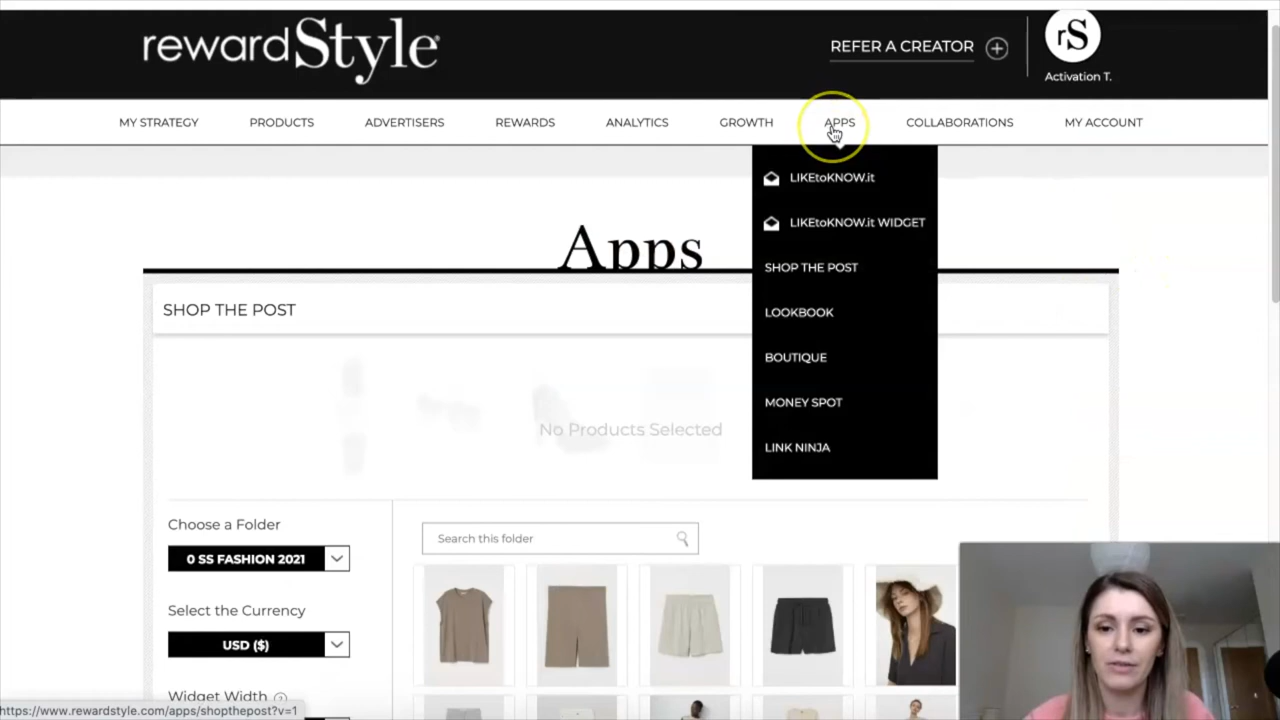 rewardStyle
REFER A CREATOR
rS
Activation T.
MY STRATEGY PRODUCTS ADVERTISERS REWARDS ANALYTICS GROWTH APPS COLLABORATIONS MY ACCOUNT
LIKEtoKNOW.it
LIKEtoKNOW.it WIDGET
SHOP THE POST
LOOKBOOK
BOUTIQUE
MONEY SPOT
LINK NINJA
Apps
SHOP THE POST
No Products Selected
Choose a Folder
0 SS FASHION 2021
Search this folder
Select the Currency
USD ($)
Widget Width
https://www.rewardstyle.com/apps/shopthepost?v=1